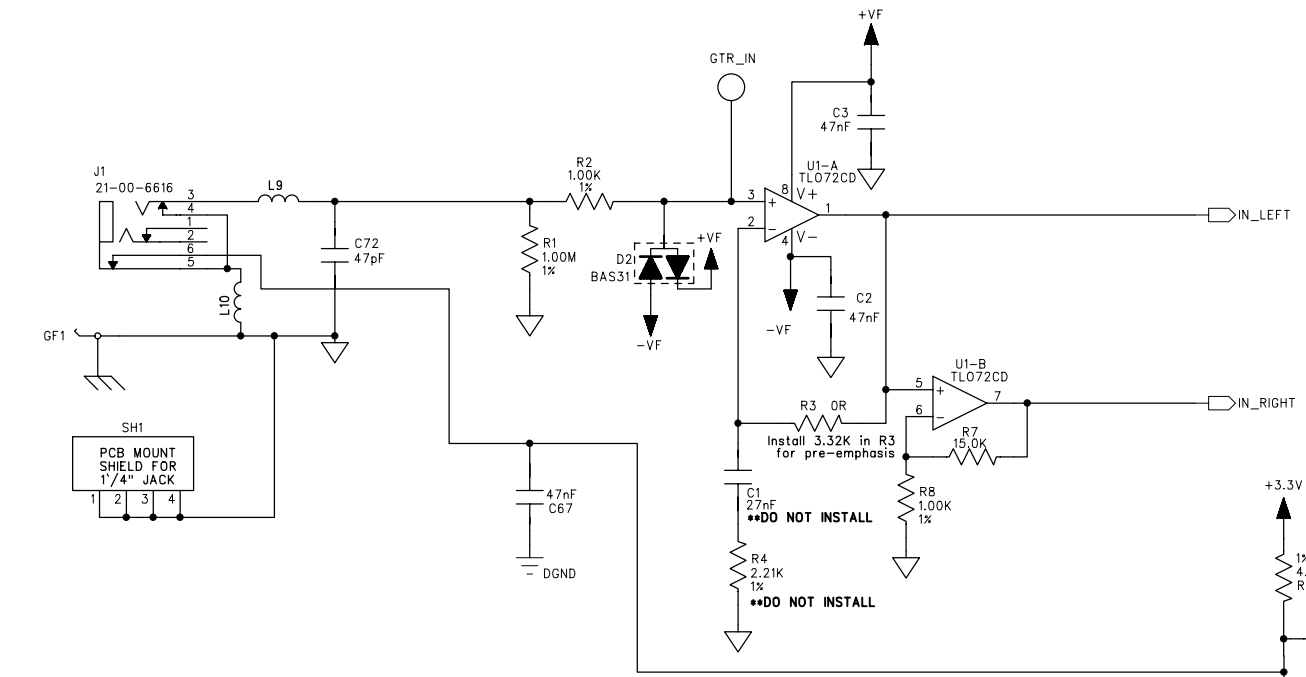 +VF
GTR_IN
C3
47nF
J1
21-00-6616
3
4
1
2
6
5
L9
R2
1.00K
1%
U1-A
TL072CD
8
V+
3
+
2
-
1
4
V-
C72
47pF
R1
1.00M
1%
D2
BAS31
+VF
-VF
-VF
C2
47nF
IN_LEFT
L10
GF1
U1-B
TL072CD
5
+
6
-
7
IN_RIGHT
R3 0R
Install 3.32K in R3
for pre-emphasis
R7
15.0K
SH1
PCB MOUNT
SHIELD FOR
1`/4" JACK
1 2 3 4
47nF
C67
DGND
C1
27nF
**DO NOT INSTALL
R8
1.00K
1%
R4
2.21K
1%
**DO NOT INSTALL
+3.3V
1%
4.
R